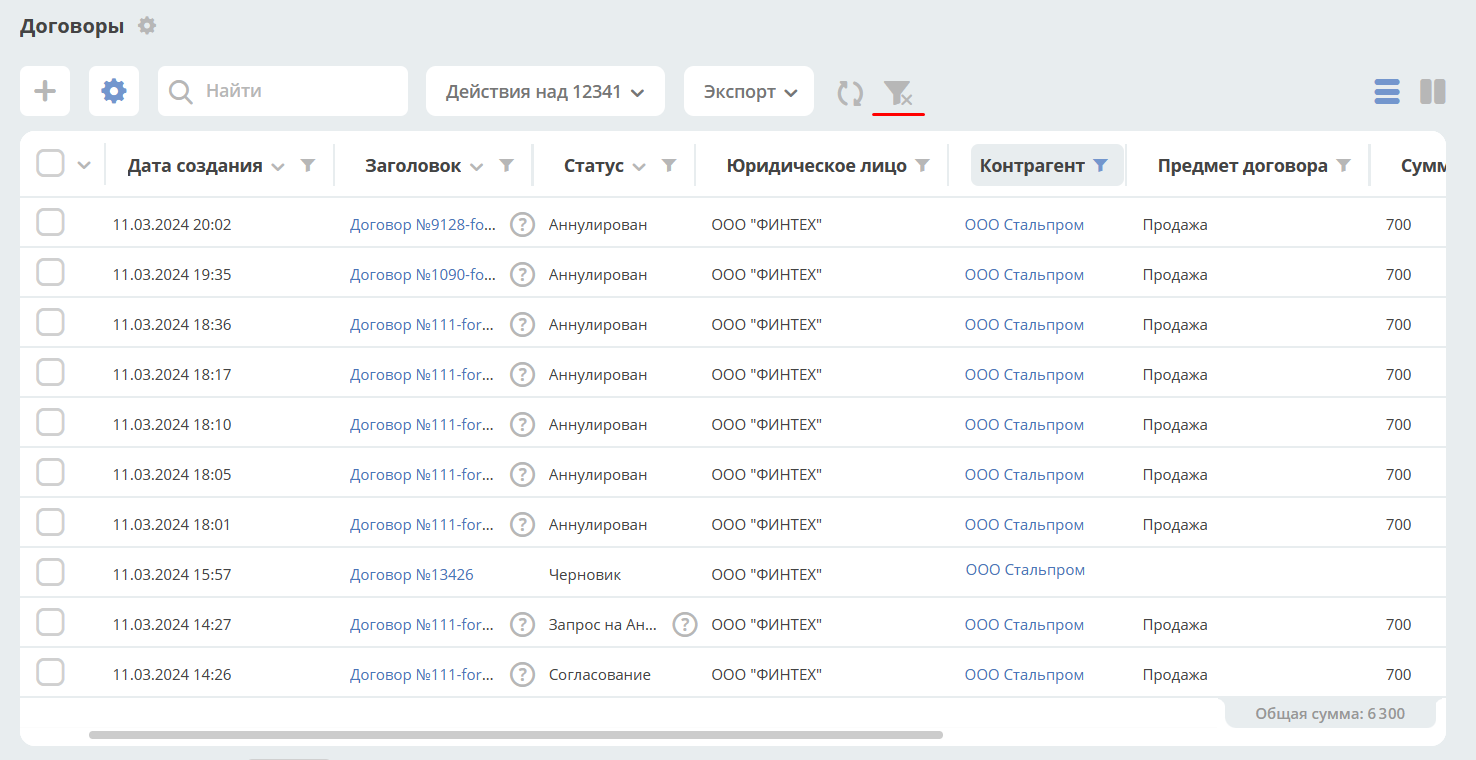 Договоры
Найти Действия над 12341 Экспорт
Дата создания Заголовок Статус Юридическое лицо Контрагент Предмет договора Сумм
11.03.2024 20:02 Договор №9128-fo... ? Аннулирован ООО "ФИНТЕХ" ООО Стальпром Продажа 700
11.03.2024 19:35 Договор №1090-fo... ? Аннулирован ООО "ФИНТЕХ" ООО Стальпром Продажа 700
11.03.2024 18:36 Договор №111-for... ? Аннулирован ООО "ФИНТЕХ" ООО Стальпром Продажа 700
11.03.2024 18:17 Договор №111-for... ? Аннулирован ООО "ФИНТЕХ" ООО Стальпром Продажа 700
11.03.2024 18:10 Договор №111-for... ? Аннулирован ООО "ФИНТЕХ" ООО Стальпром Продажа 700
11.03.2024 18:05 Договор №111-for... ? Аннулирован ООО "ФИНТЕХ" ООО Стальпром Продажа 700
11.03.2024 18:01 Договор №111-for... ? Аннулирован ООО "ФИНТЕХ" ООО Стальпром Продажа 700
11.03.2024 15:57 Договор №13426 Черновик ООО "ФИНТЕХ" ООО Стальпром
11.03.2024 14:27 Договор №111-for... ? Запрос на Ан... ? ООО "ФИНТЕХ" ООО Стальпром Продажа 700
11.03.2024 14:26 Договор №111-for... ? Согласование ООО "ФИНТЕХ" ООО Стальпром Продажа 700
Общая сумма: 6 300